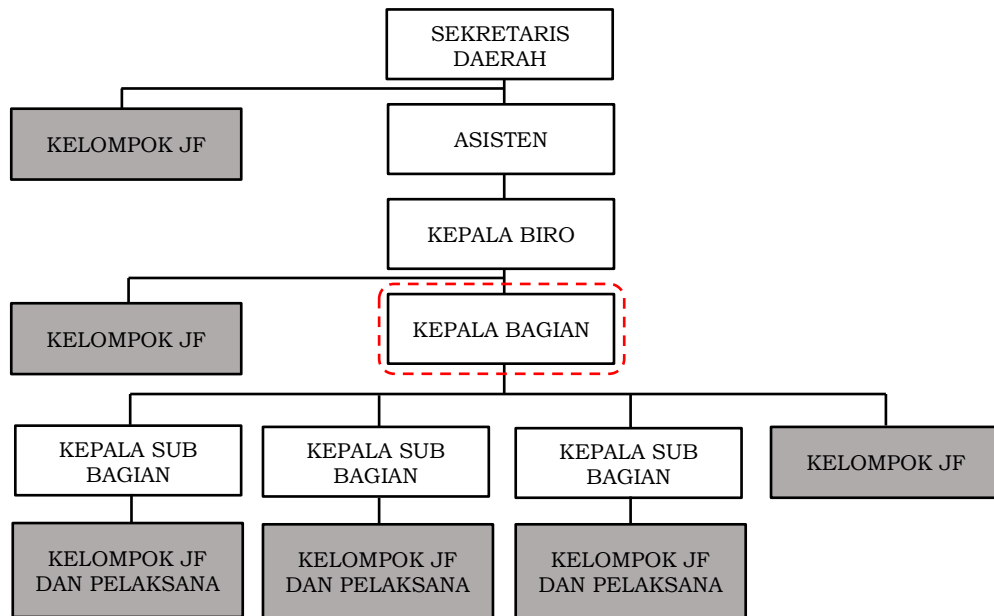 SEKRETARIS
DAERAH
KELOMPOK JF
ASISTEN
KEPALA BIRO
KELOMPOK JF
KEPALA BAGIAN
KEPALA SUB
BAGIAN
KEPALA SUB
BAGIAN
KEPALA SUB
BAGIAN
KELOMPOK JF
KELOMPOK JF
DAN PELAKSANA
KELOMPOK JF
DAN PELAKSANA
KELOMPOK JF
DAN PELAKSANA